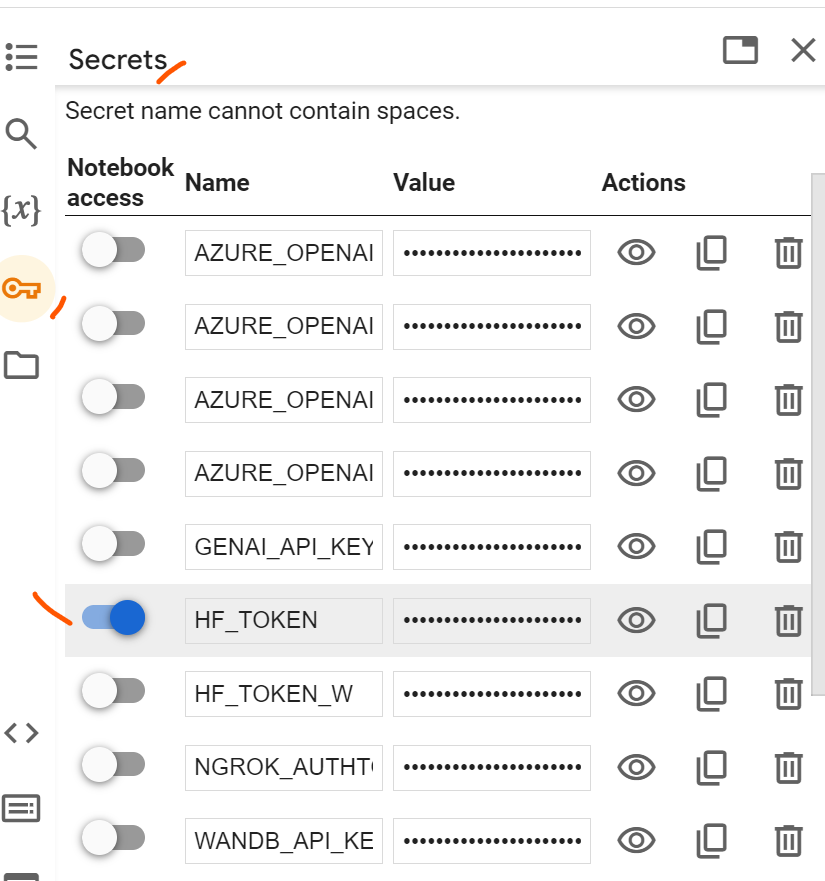 Secrets
Secret name cannot contain spaces.
Notebook access Name Value Actions
{x}
AZURE_OPENAI
AZURE_OPENAI
AZURE_OPENAI
AZURE_OPENAI
GENAI_API_KEY
HF_TOKEN
HF_TOKEN_W
NGROK_AUTHT
WANDB_API_KE